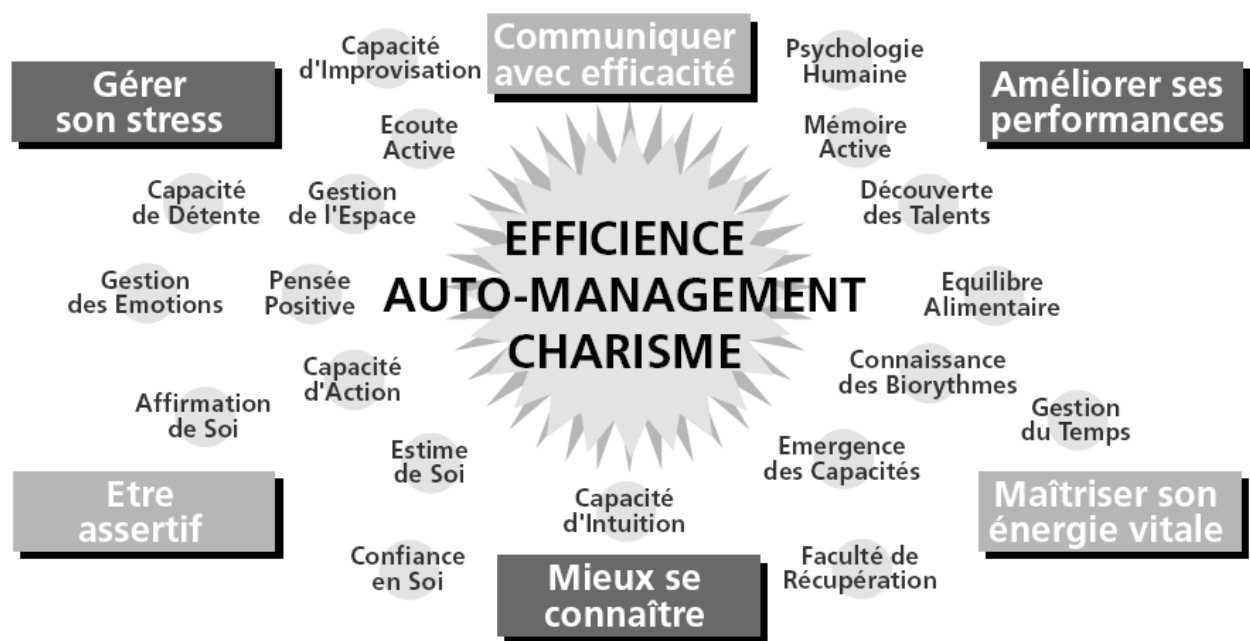 Capacité
d'Improvisation
Communiquer
avec efficacité
Psychologie
Humaine
Gérer
son stress
Améliorer ses
performances
Ecoute
Active
Mémoire
Active
Capacité
de Détente
Gestion
de l'Espace
Découverte
des Talents
EFFICIENCE
AUTO-MANAGEMENT
CHARISME
Gestion
des Emotions
Pensée
Positive
Equilibre
Alimentaire
Capacité
d'Action
Connaissance
des Biorythmes
Affirmation
de Soi
Gestion
du Temps
Estime
de Soi
Emergence
des Capacités
Etre
assertif
Capacité
d'Intuition
Maîtriser son
énergie vitale
Confiance
en Soi
Mieux se
connaître
Faculté de
Récupération